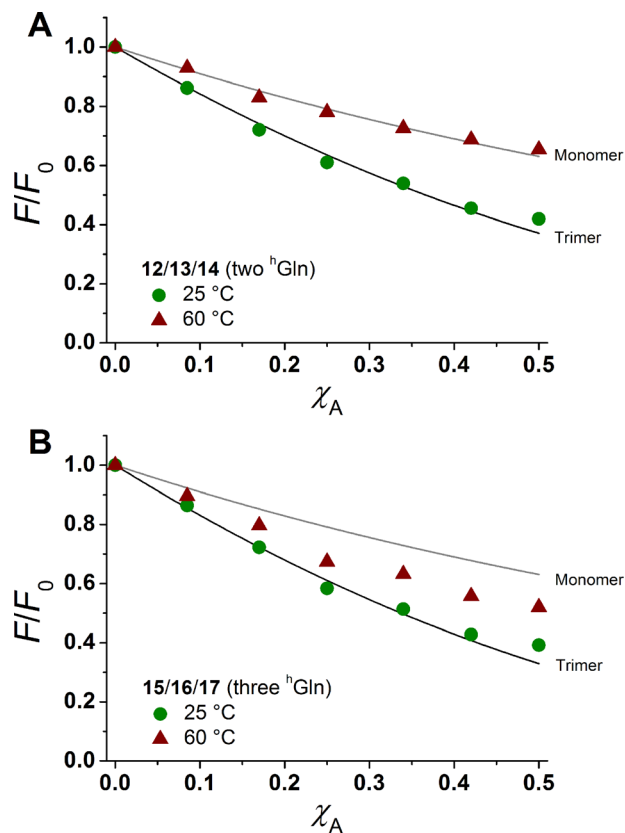 A
F/F₀
1.0
0.8
0.6
0.4
0.2
0.0
Monomer
Trimer
12/13/14 (two ʰGln)
25 °C
60 °C
0.0 0.1 0.2 0.3 0.4 0.5
χ_A
B
F/F₀
1.0
0.8
0.6
0.4
0.2
0.0
Monomer
Trimer
15/16/17 (three ʰGln)
25 °C
60 °C
0.0 0.1 0.2 0.3 0.4 0.5
χ_A